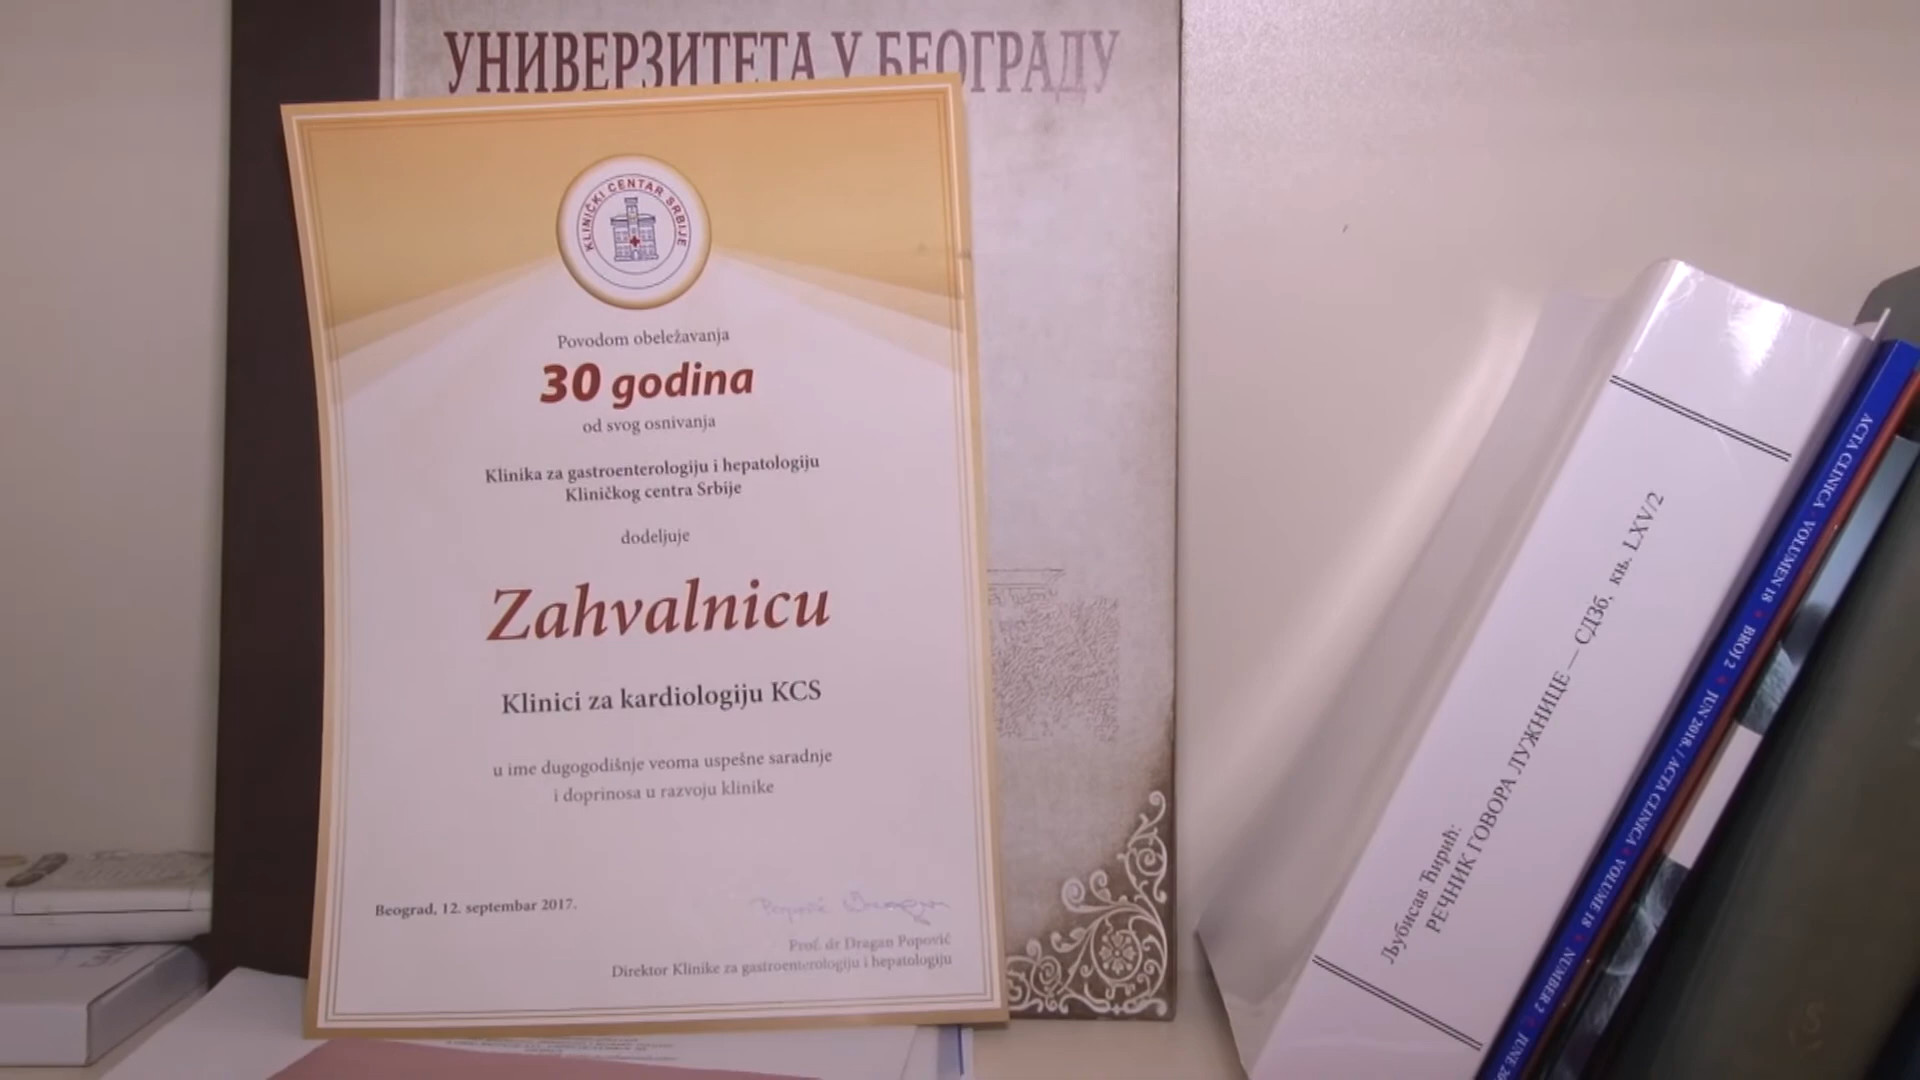 УНИВЕРЗИТЕТА У БЕОГРАДУ
KLINIČKI CENTAR SRBIJE
Povodom obeležavanja
30 godina
od svog osnivanja
Klinika za gastroenterologiju i hepatologiju
Kliničkog centra Srbije
dodeljuje
Zahvalnicu
Klinici za kardiologiju KCS
u ime dugogodišnje veoma uspešne saradnje
i doprinosa u razvoju klinike
Beograd, 12. septembar 2017.
Prof. dr Dragan Popović
Direktor Klinike za gastroenterologiju i hepatologiju
Љубисав Ћирић:
РЕЧНИК ГОВОРА ЛУЖНИЦЕ — СДЗб, књ. LXV/2
ACTA CLINICA • VOLUMEN 18 • BROJ 2 • JUN 2018. / ACTA CLINICA • VOLUME 18 • NUMBER 2 • JUNE 20